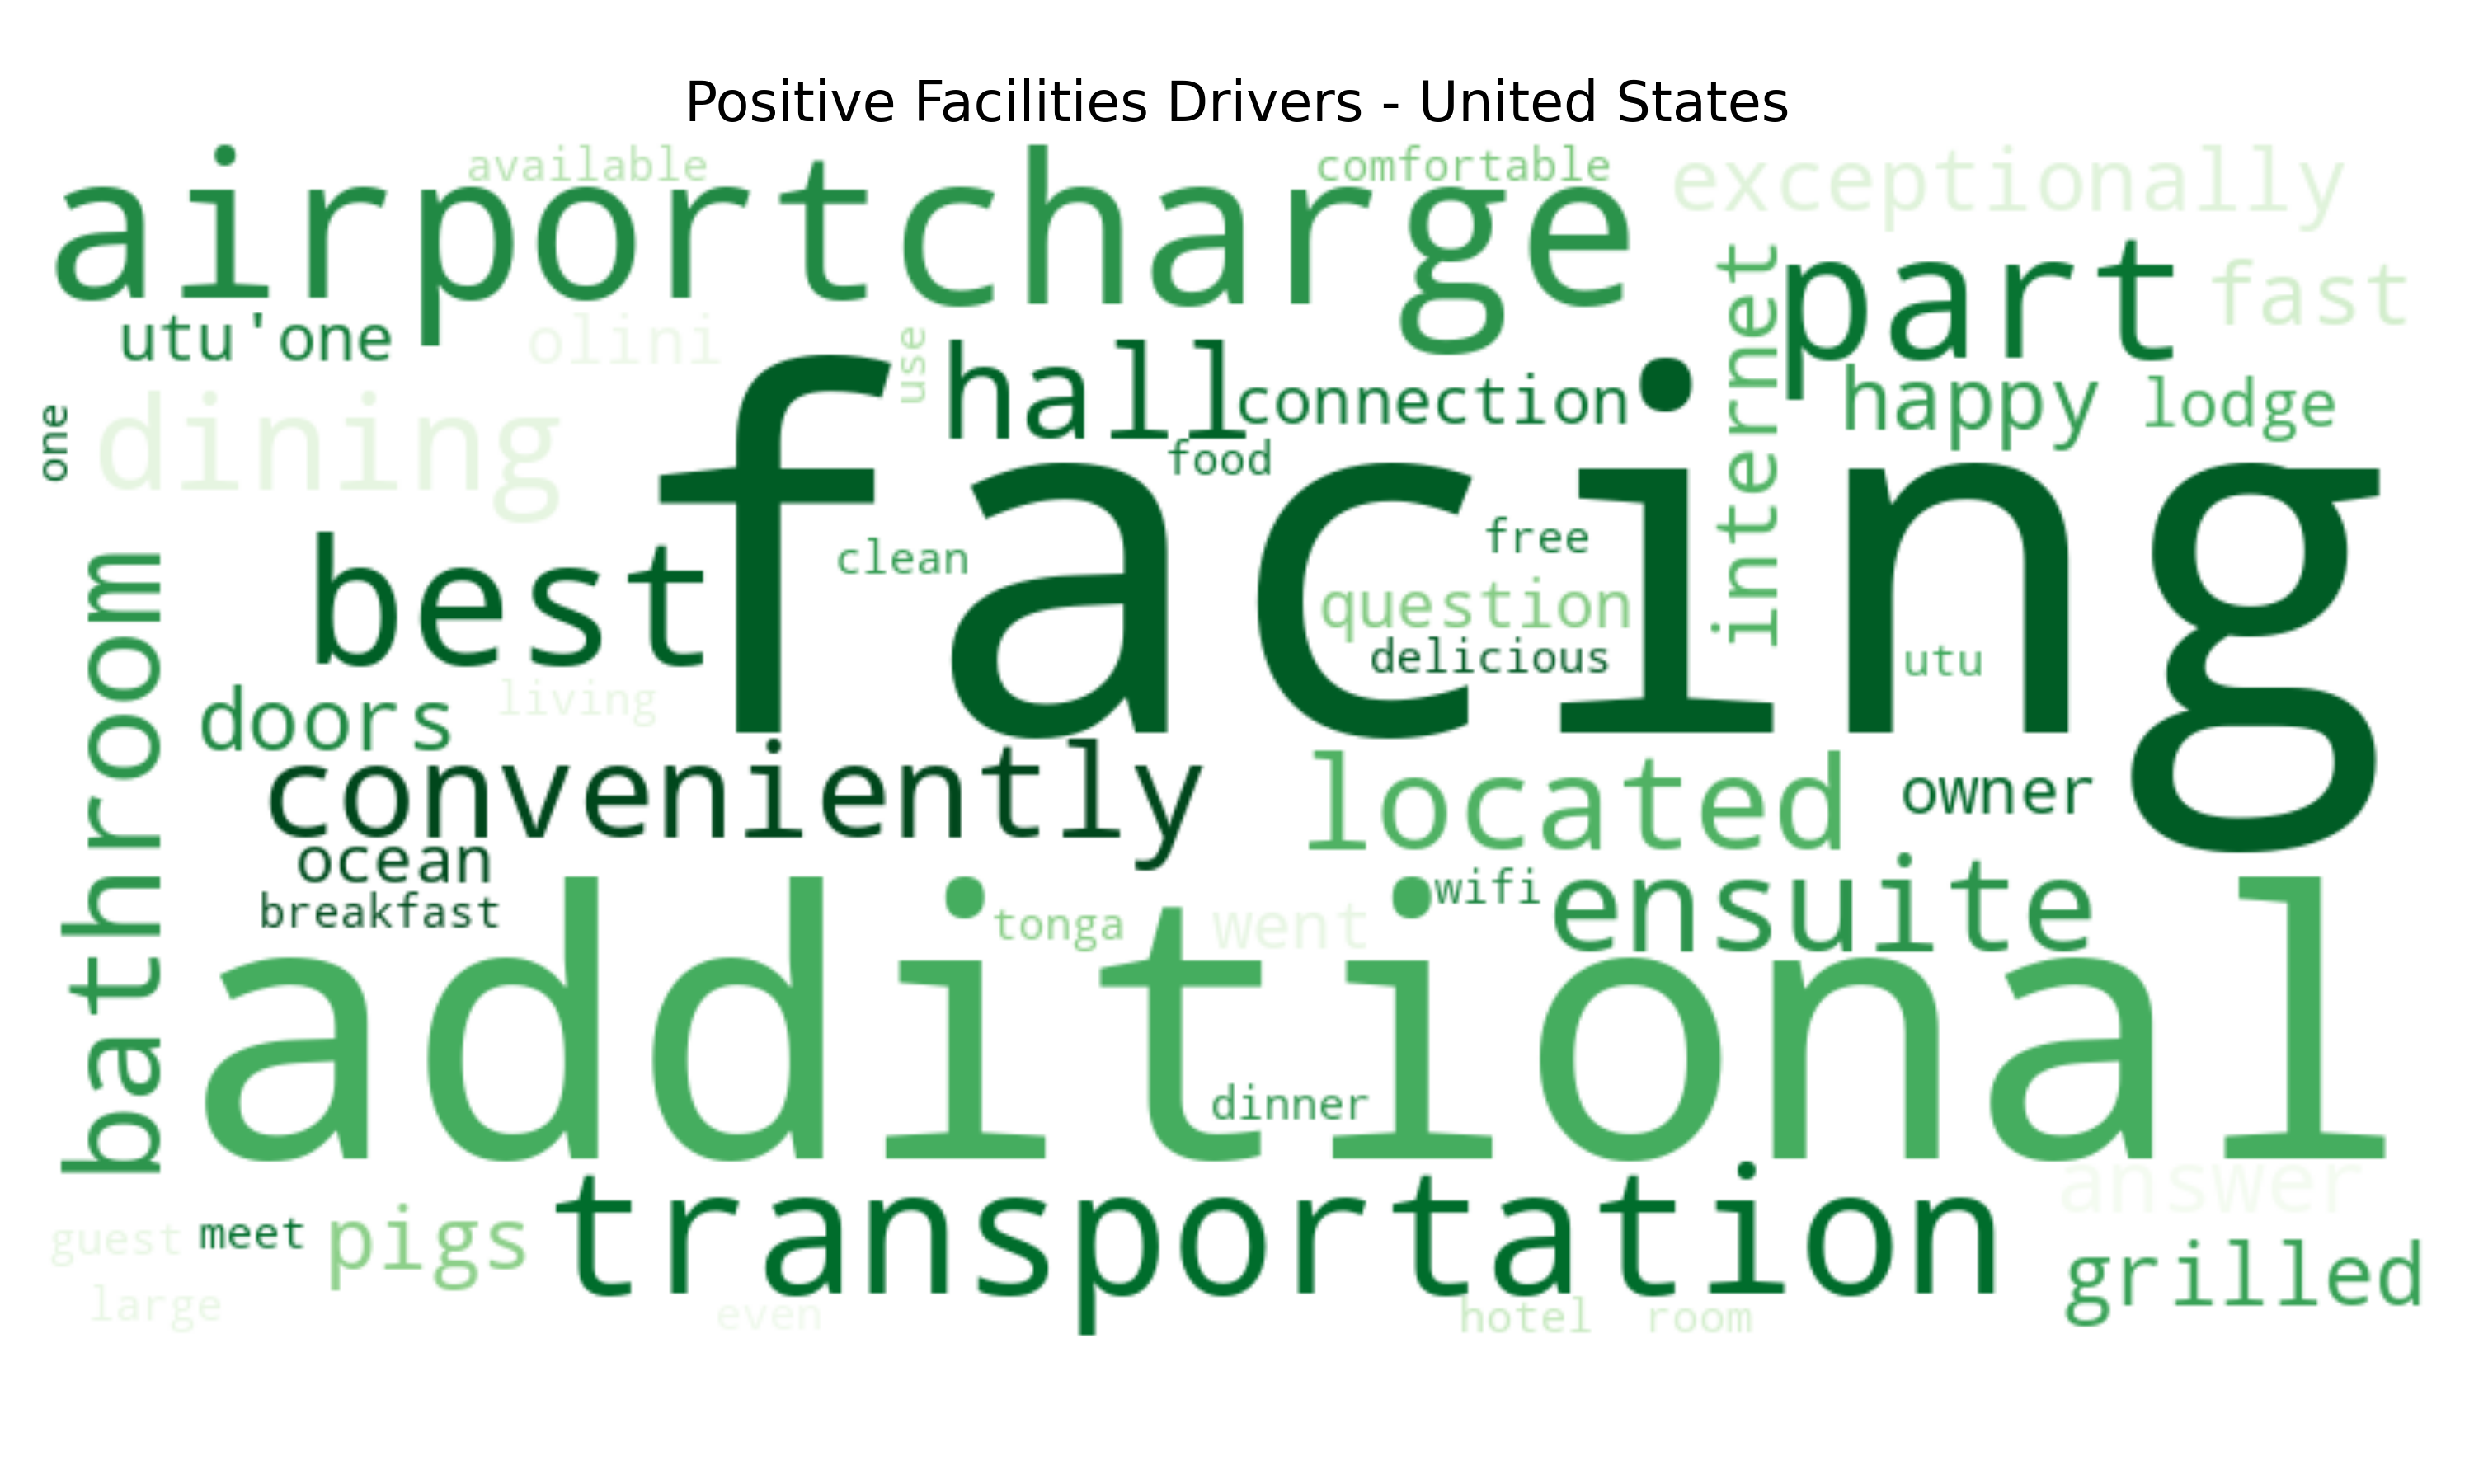 Positive Facilities Drivers - United States
available
comfortable
exceptionally
airport
charge
part
fast
internet
utu'one
olini
use
hall
connection
happy
lodge
one
dining
food
facing
best
clean
free
question
delicious
utu
bathroom
doors
living
conveniently
located
owner
ocean
breakfast
wifi
ensuite
tonga
went
additional
dinner
transportation
answer
guest
meet
pigs
grilled
large
even
hotel
room